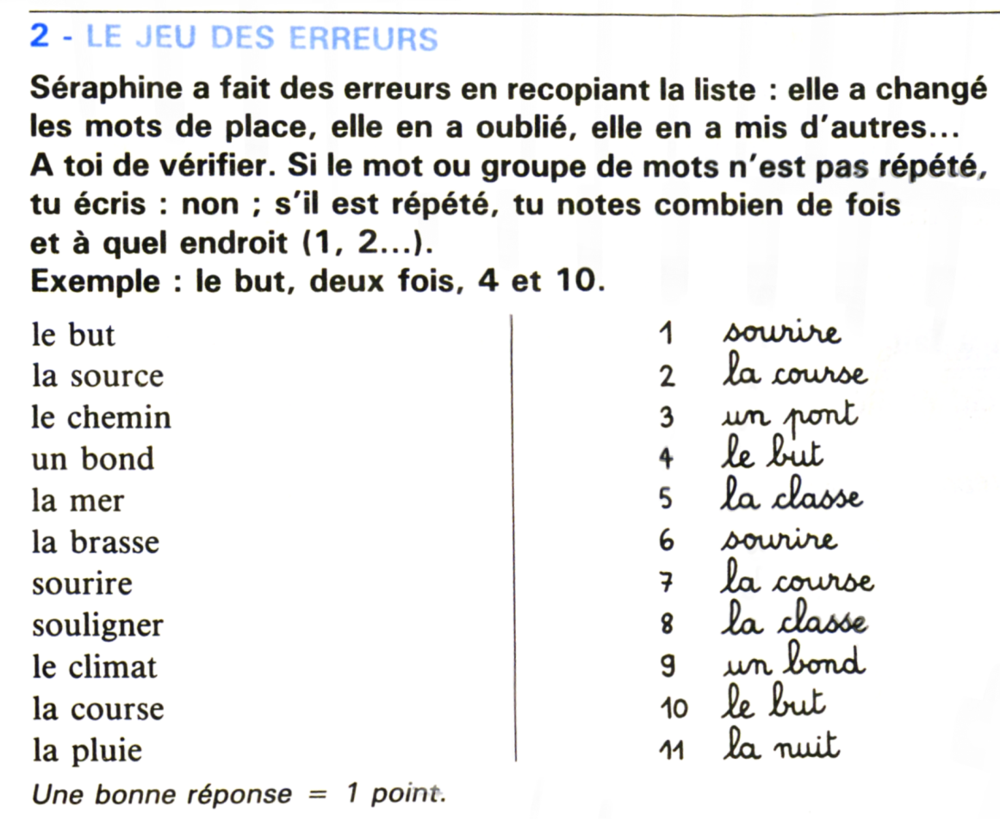 2 - LE JEU DES ERREURS
Séraphine a fait des erreurs en recopiant la liste : elle a changé
les mots de place, elle en a oublié, elle en a mis d'autres...
A toi de vérifier. Si le mot ou groupe de mots n'est pas répété,
tu écris : non ; s'il est répété, tu notes combien de fois
et à quel endroit (1, 2...).
Exemple : le but, deux fois, 4 et 10.
le but
la source
le chemin
un bond
la mer
la brasse
sourire
souligner
le climat
la course
la pluie
1 sourire
2 la course
3 un pont
4 le but
5 la classe
6 sourire
7 la course
8 la classe
9 un bond
10 le but
11 la nuit
Une bonne réponse = 1 point.